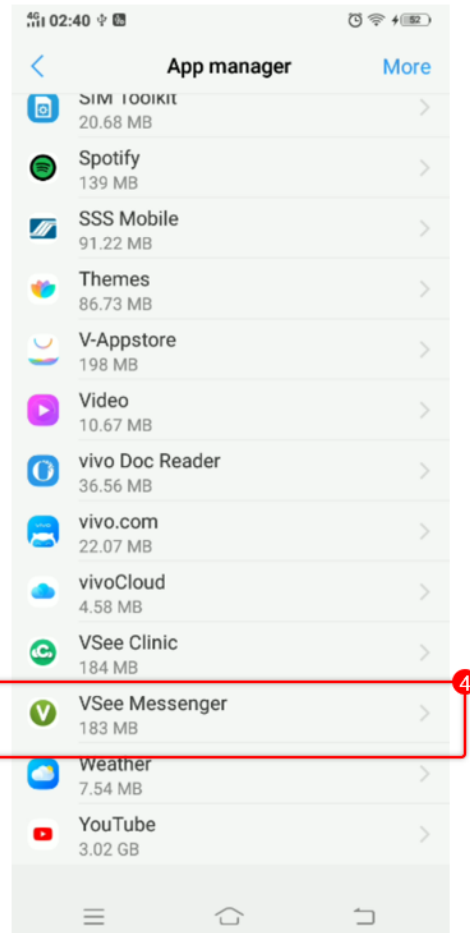 4G 02:40 52
App manager More
SIM Toolkit
20.68 MB
Spotify
139 MB
SSS Mobile
91.22 MB
Themes
86.73 MB
V-Appstore
198 MB
Video
10.67 MB
vivo Doc Reader
36.56 MB
vivo.com
22.07 MB
vivoCloud
4.58 MB
VSee Clinic
184 MB
4
VSee Messenger
183 MB
Weather
7.54 MB
YouTube
3.02 GB